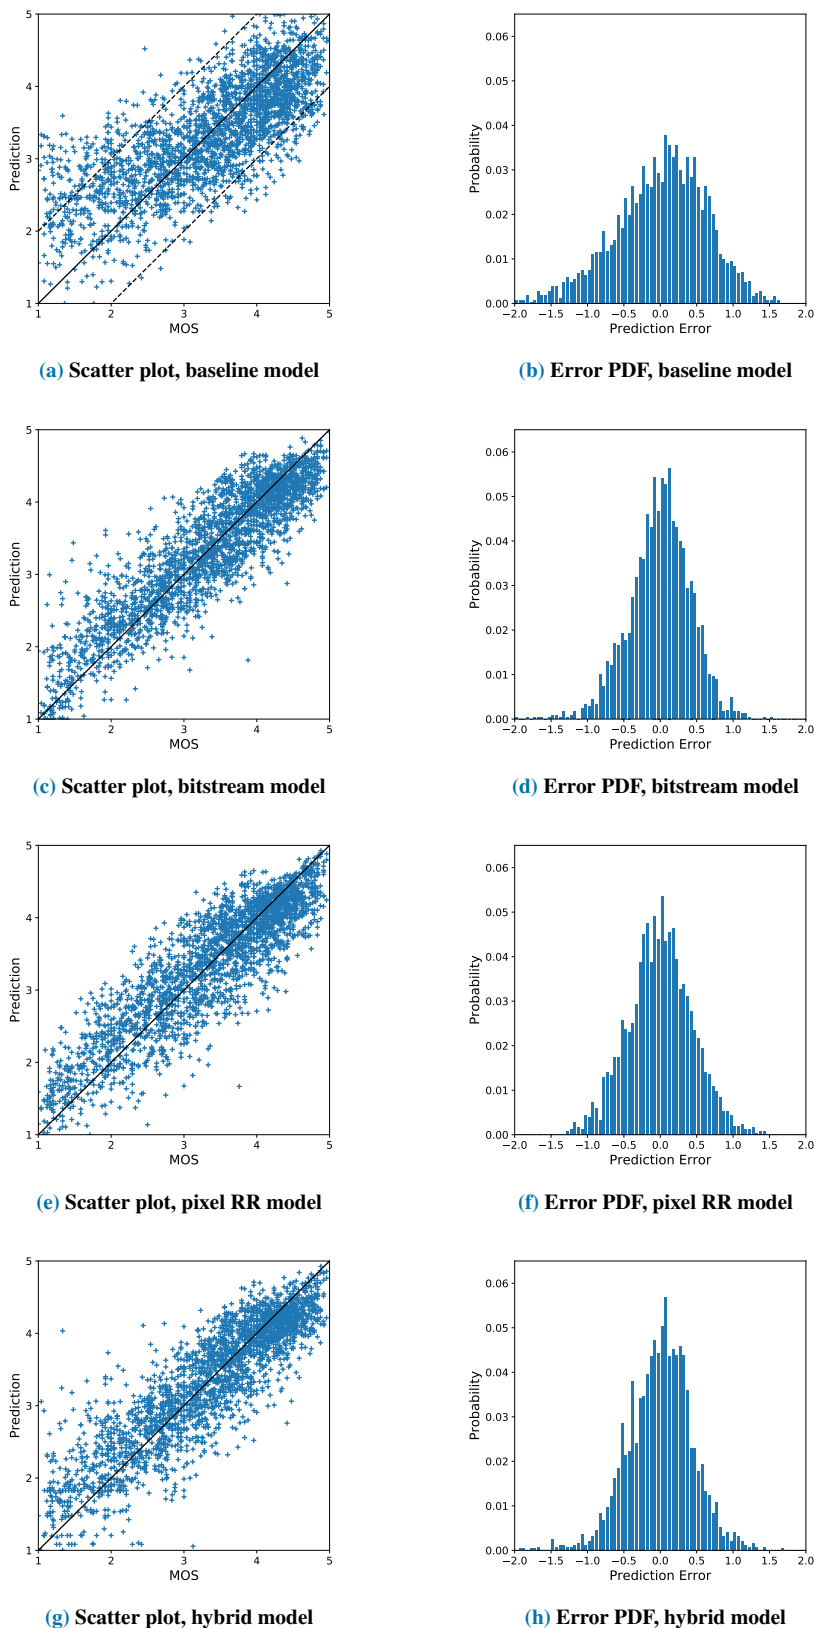 5
4
3
2
1
Prediction
1 2 3 4 5
MOS
0.06
0.05
0.04
0.03
0.02
0.01
0.00
Probability
−2.0 −1.5 −1.0 −0.5 0.0 0.5 1.0 1.5 2.0
Prediction Error
(a) Scatter plot, baseline model
(b) Error PDF, baseline model
5
4
3
2
1
Prediction
1 2 3 4 5
MOS
0.06
0.05
0.04
0.03
0.02
0.01
0.00
Probability
−2.0 −1.5 −1.0 −0.5 0.0 0.5 1.0 1.5 2.0
Prediction Error
(c) Scatter plot, bitstream model
(d) Error PDF, bitstream model
5
4
3
2
1
Prediction
1 2 3 4 5
MOS
0.06
0.05
0.04
0.03
0.02
0.01
0.00
Probability
−2.0 −1.5 −1.0 −0.5 0.0 0.5 1.0 1.5 2.0
Prediction Error
(e) Scatter plot, pixel RR model
(f) Error PDF, pixel RR model
5
4
3
2
1
Prediction
1 2 3 4 5
MOS
0.06
0.05
0.04
0.03
0.02
0.01
0.00
Probability
−2.0 −1.5 −1.0 −0.5 0.0 0.5 1.0 1.5 2.0
Prediction Error
(g) Scatter plot, hybrid model
(h) Error PDF, hybrid model